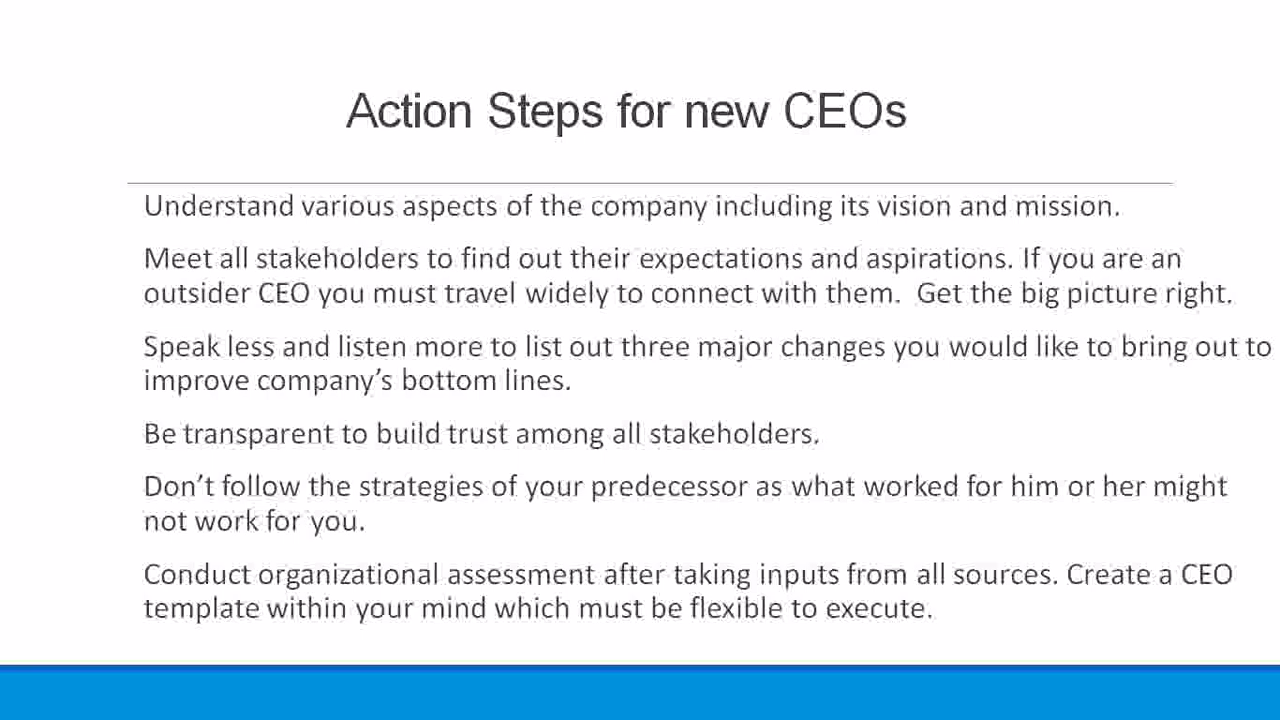 Action Steps for new CEOs
Understand various aspects of the company including its vision and mission.
Meet all stakeholders to find out their expectations and aspirations. If you are an
outsider CEO you must travel widely to connect with them.  Get the big picture right.
Speak less and listen more to list out three major changes you would like to bring out to
improve company’s bottom lines.
Be transparent to build trust among all stakeholders.
Don’t follow the strategies of your predecessor as what worked for him or her might
not work for you.
Conduct organizational assessment after taking inputs from all sources. Create a CEO
template within your mind which must be flexible to execute.